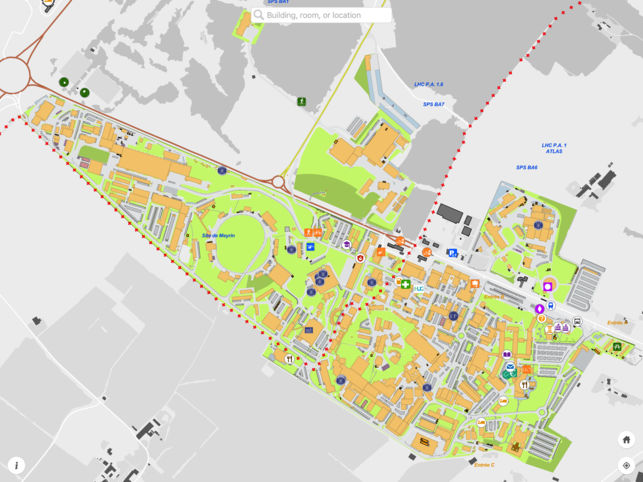 SPS BA1
Building, room, or location
LHC P.A. 1.8
SPS BA7
LHC P.A. 1
ATLAS
SPS BA6
Site de Meyrin
Entrée B
Entrée A
Entrée C